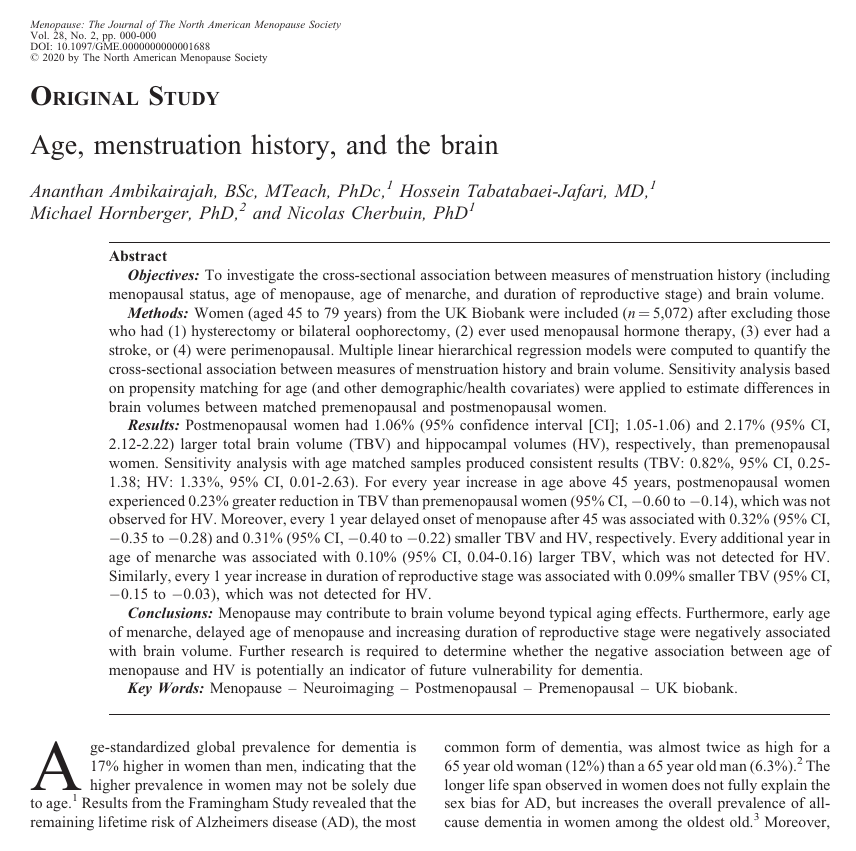 Menopause: The Journal of The North American Menopause Society
Vol. 28, No. 2, pp. 000-000
DOI: 10.1097/GME.0000000000001688
© 2020 by The North American Menopause Society
ORIGINAL STUDY
Age, menstruation history, and the brain
Ananthan Ambikairajah, BSc, MTeach, PhDc,1 Hossein Tabatabaei-Jafari, MD,1
Michael Hornberger, PhD,2 and Nicolas Cherbuin, PhD1
Abstract
Objectives: To investigate the cross-sectional association between measures of menstruation history (including
menopausal status, age of menopause, age of menarche, and duration of reproductive stage) and brain volume.
Methods: Women (aged 45 to 79 years) from the UK Biobank were included (n = 5,072) after excluding those
who had (1) hysterectomy or bilateral oophorectomy, (2) ever used menopausal hormone therapy, (3) ever had a
stroke, or (4) were perimenopausal. Multiple linear hierarchical regression models were computed to quantify the
cross-sectional association between measures of menstruation history and brain volume. Sensitivity analysis based
on propensity matching for age (and other demographic/health covariates) were applied to estimate differences in
brain volumes between matched premenopausal and postmenopausal women.
Results: Postmenopausal women had 1.06% (95% confidence interval [CI]; 1.05-1.06) and 2.17% (95% CI,
2.12-2.22) larger total brain volume (TBV) and hippocampal volumes (HV), respectively, than premenopausal
women. Sensitivity analysis with age matched samples produced consistent results (TBV: 0.82%, 95% CI, 0.25-
1.38; HV: 1.33%, 95% CI, 0.01-2.63). For every year increase in age above 45 years, postmenopausal women
experienced 0.23% greater reduction in TBV than premenopausal women (95% CI, −0.60 to −0.14), which was not
observed for HV. Moreover, every 1 year delayed onset of menopause after 45 was associated with 0.32% (95% CI,
−0.35 to −0.28) and 0.31% (95% CI, −0.40 to −0.22) smaller TBV and HV, respectively. Every additional year in
age of menarche was associated with 0.10% (95% CI, 0.04-0.16) larger TBV, which was not detected for HV.
Similarly, every 1 year increase in duration of reproductive stage was associated with 0.09% smaller TBV (95% CI,
−0.15 to −0.03), which was not detected for HV.
Conclusions: Menopause may contribute to brain volume beyond typical aging effects. Furthermore, early age
of menarche, delayed age of menopause and increasing duration of reproductive stage were negatively associated
with brain volume. Further research is required to determine whether the negative association between age of
menopause and HV is potentially an indicator of future vulnerability for dementia.
Key Words: Menopause – Neuroimaging – Postmenopausal – Premenopausal – UK biobank.
Age-standardized global prevalence for dementia is
17% higher in women than men, indicating that the
higher prevalence in women may not be solely due
to age.1 Results from the Framingham Study revealed that the
remaining lifetime risk of Alzheimers disease (AD), the most
common form of dementia, was almost twice as high for a
65 year old woman (12%) than a 65 year old man (6.3%).2 The
longer life span observed in women does not fully explain the
sex bias for AD, but increases the overall prevalence of all-
cause dementia in women among the oldest old.3 Moreover,